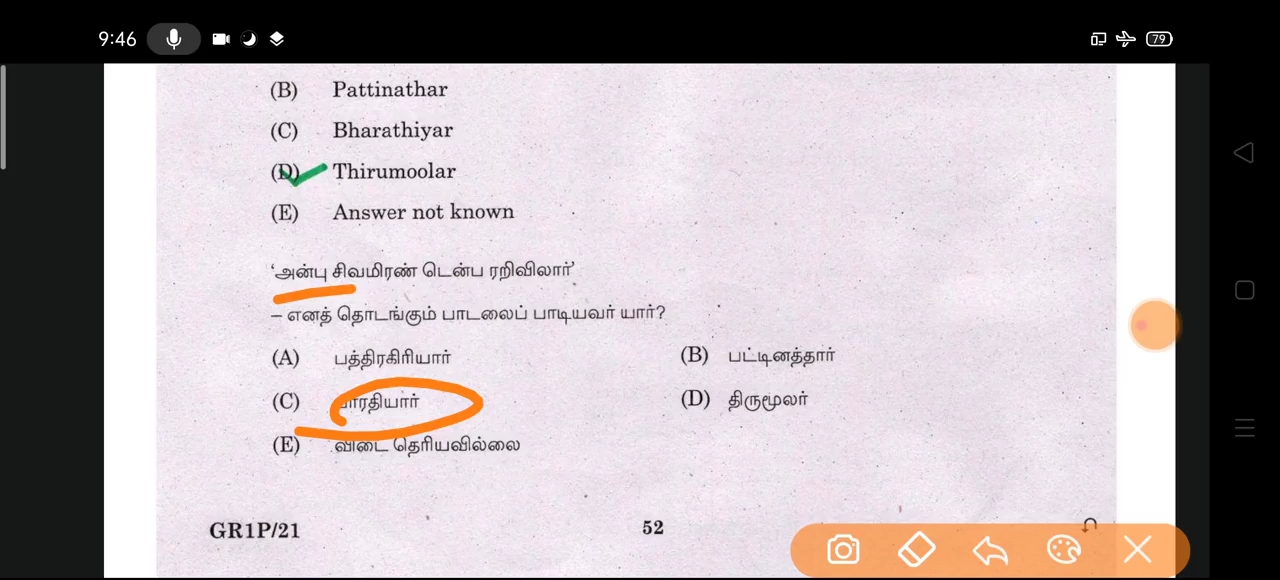 9:46
79
(B) Pattinathar
(C) Bharathiyar
(D) Thirumoolar
(E) Answer not known
‘அன்பு சிவமிரண் டென்ப ரறிவிலார்’
– எனத் தொடங்கும் பாடலைப் பாடியவர் யார்?
(A) பத்திரகிரியார் (B) பட்டினத்தார்
(C) பாரதியார் (D) திருமூலர்
(E) விடை தெரியவில்லை
GR1P/21 52